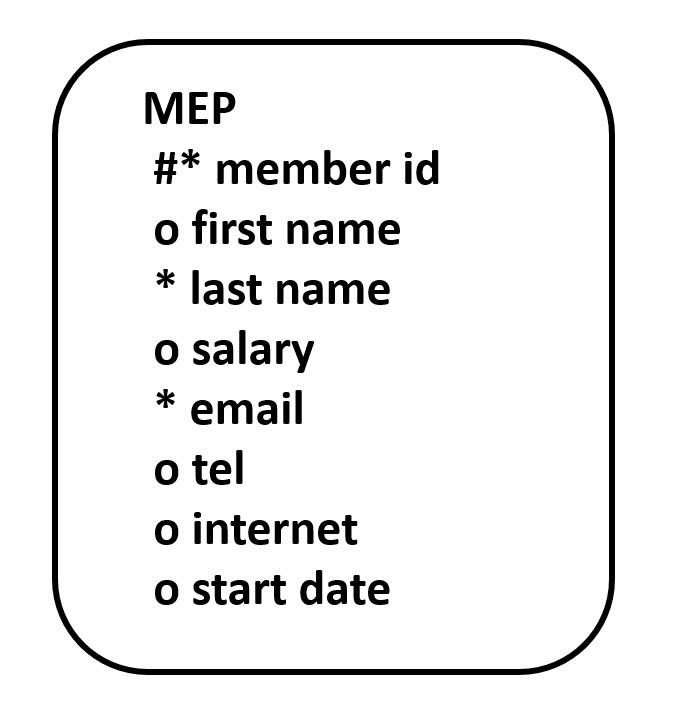 MEP
#* member id
o first name
* last name
o salary
* email
o tel
o internet
o start date